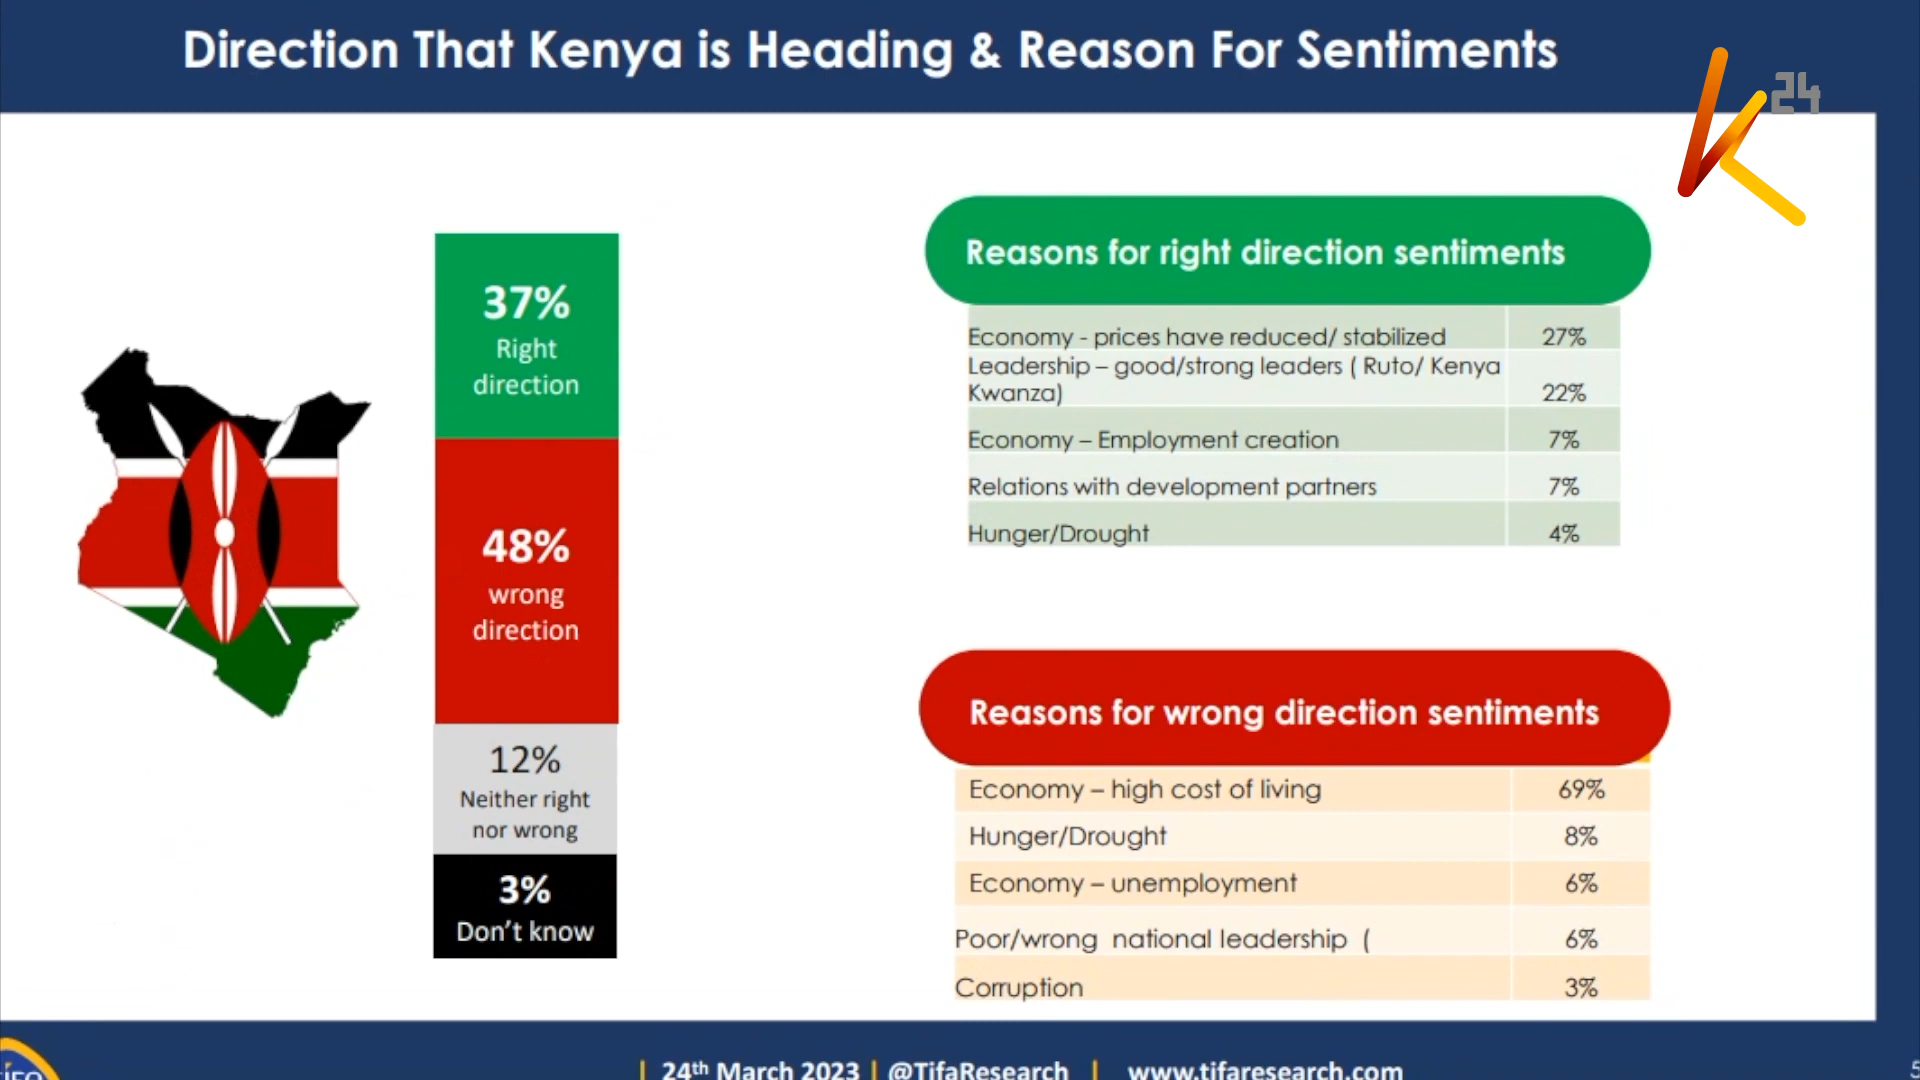 Direction That Kenya is Heading & Reason For Sentiments
24
37%
Right
direction
48%
wrong
direction
12%
Neither right
nor wrong
3%
Don't know
Reasons for right direction sentiments
Economy - prices have reduced/ stabilized 27%
Leadership – good/strong leaders ( Ruto/ Kenya
Kwanza) 22%
Economy – Employment creation 7%
Relations with development partners 7%
Hunger/Drought 4%
Reasons for wrong direction sentiments
Economy – high cost of living 69%
Hunger/Drought 8%
Economy – unemployment 6%
Poor/wrong national leadership ( 6%
Corruption 3%
| 24th March 2023 | @TifaResearch | www.tifaresearch.com